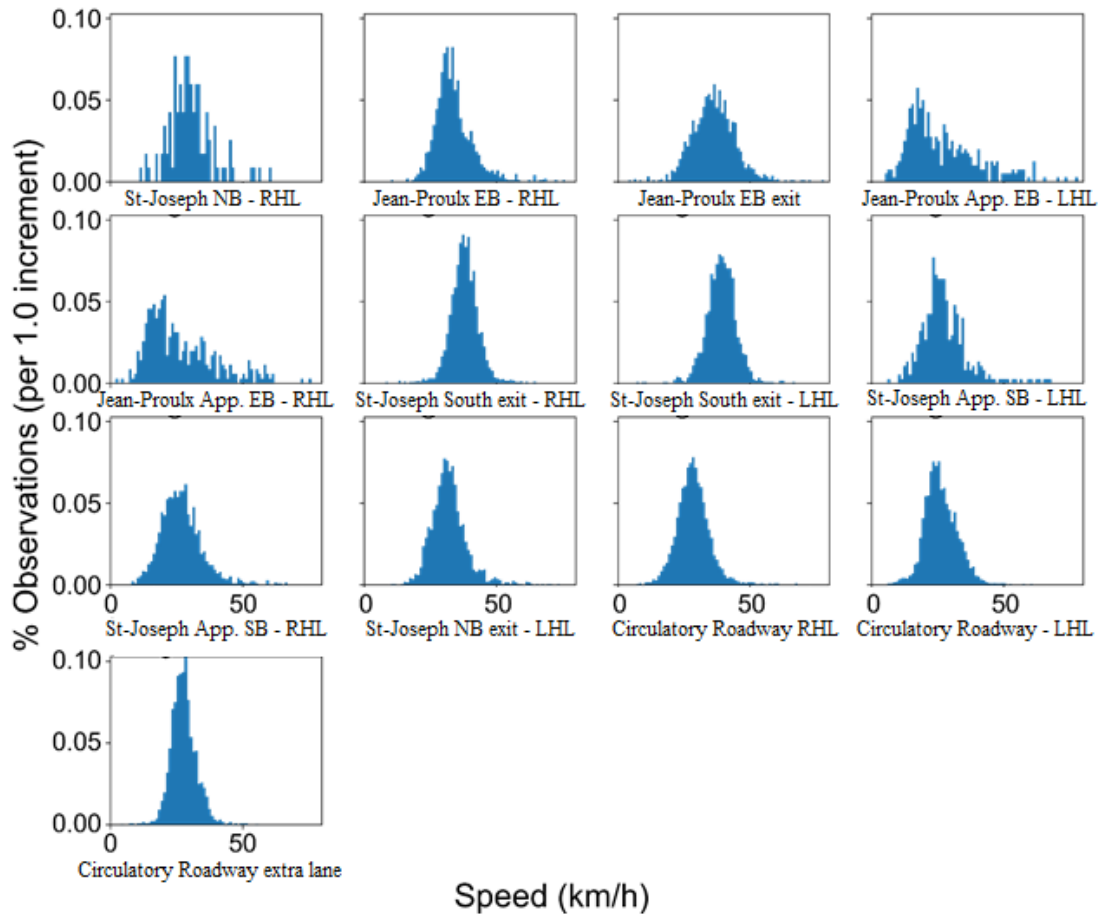 % Observations (per 1.0 increment)
0.10
0.05
0.00
St-Joseph NB - RHL
Jean-Proulx EB - RHL
Jean-Proulx EB exit
Jean-Proulx App. EB - LHL
0.10
0.05
0.00
Jean-Proulx App. EB - RHL
St-Joseph South exit - RHL
St-Joseph South exit - LHL
St-Joseph App. SB - LHL
0.10
0.05
0.00
0 50
0 50
0 50
0 50
St-Joseph App. SB - RHL
St-Joseph NB exit - LHL
Circulatory Roadway RHL
Circulatory Roadway - LHL
0.10
0.05
0.00
0 50
Circulatory Roadway extra lane
Speed (km/h)